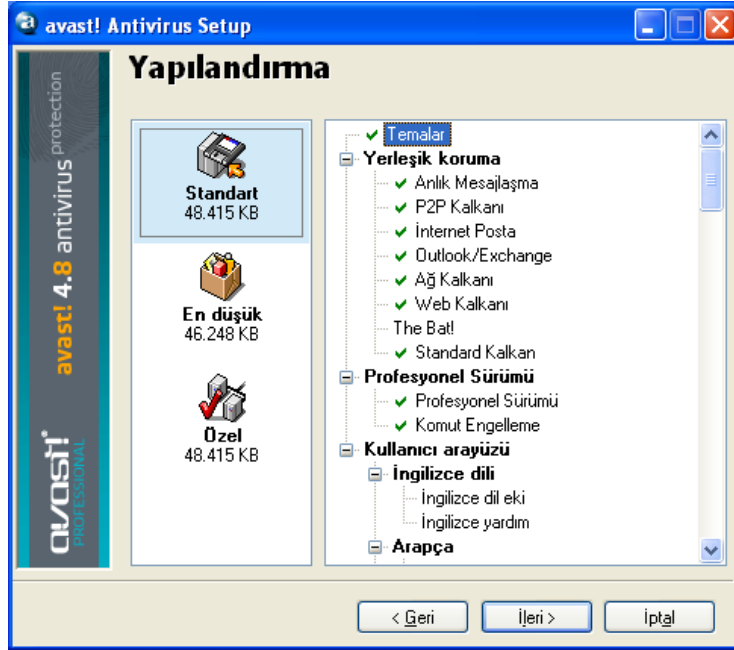 avast! Antivirus Setup
avast! 4.8 antivirus protection
avast!
PROFESSIONAL
Yapılandırma
Standart
48.415 KB
En düşük
46.248 KB
Özel
48.415 KB
Temalar
Yerleşik koruma
Anlık Mesajlaşma
P2P Kalkanı
İnternet Posta
Outlook/Exchange
Ağ Kalkanı
Web Kalkanı
The Bat!
Standard Kalkan
Profesyonel Sürümü
Profesyonel Sürümü
Komut Engelleme
Kullanıcı arayüzü
İngilizce dili
İngilizce dil eki
İngilizce yardım
Arapça
< Geri
İleri >
İptal